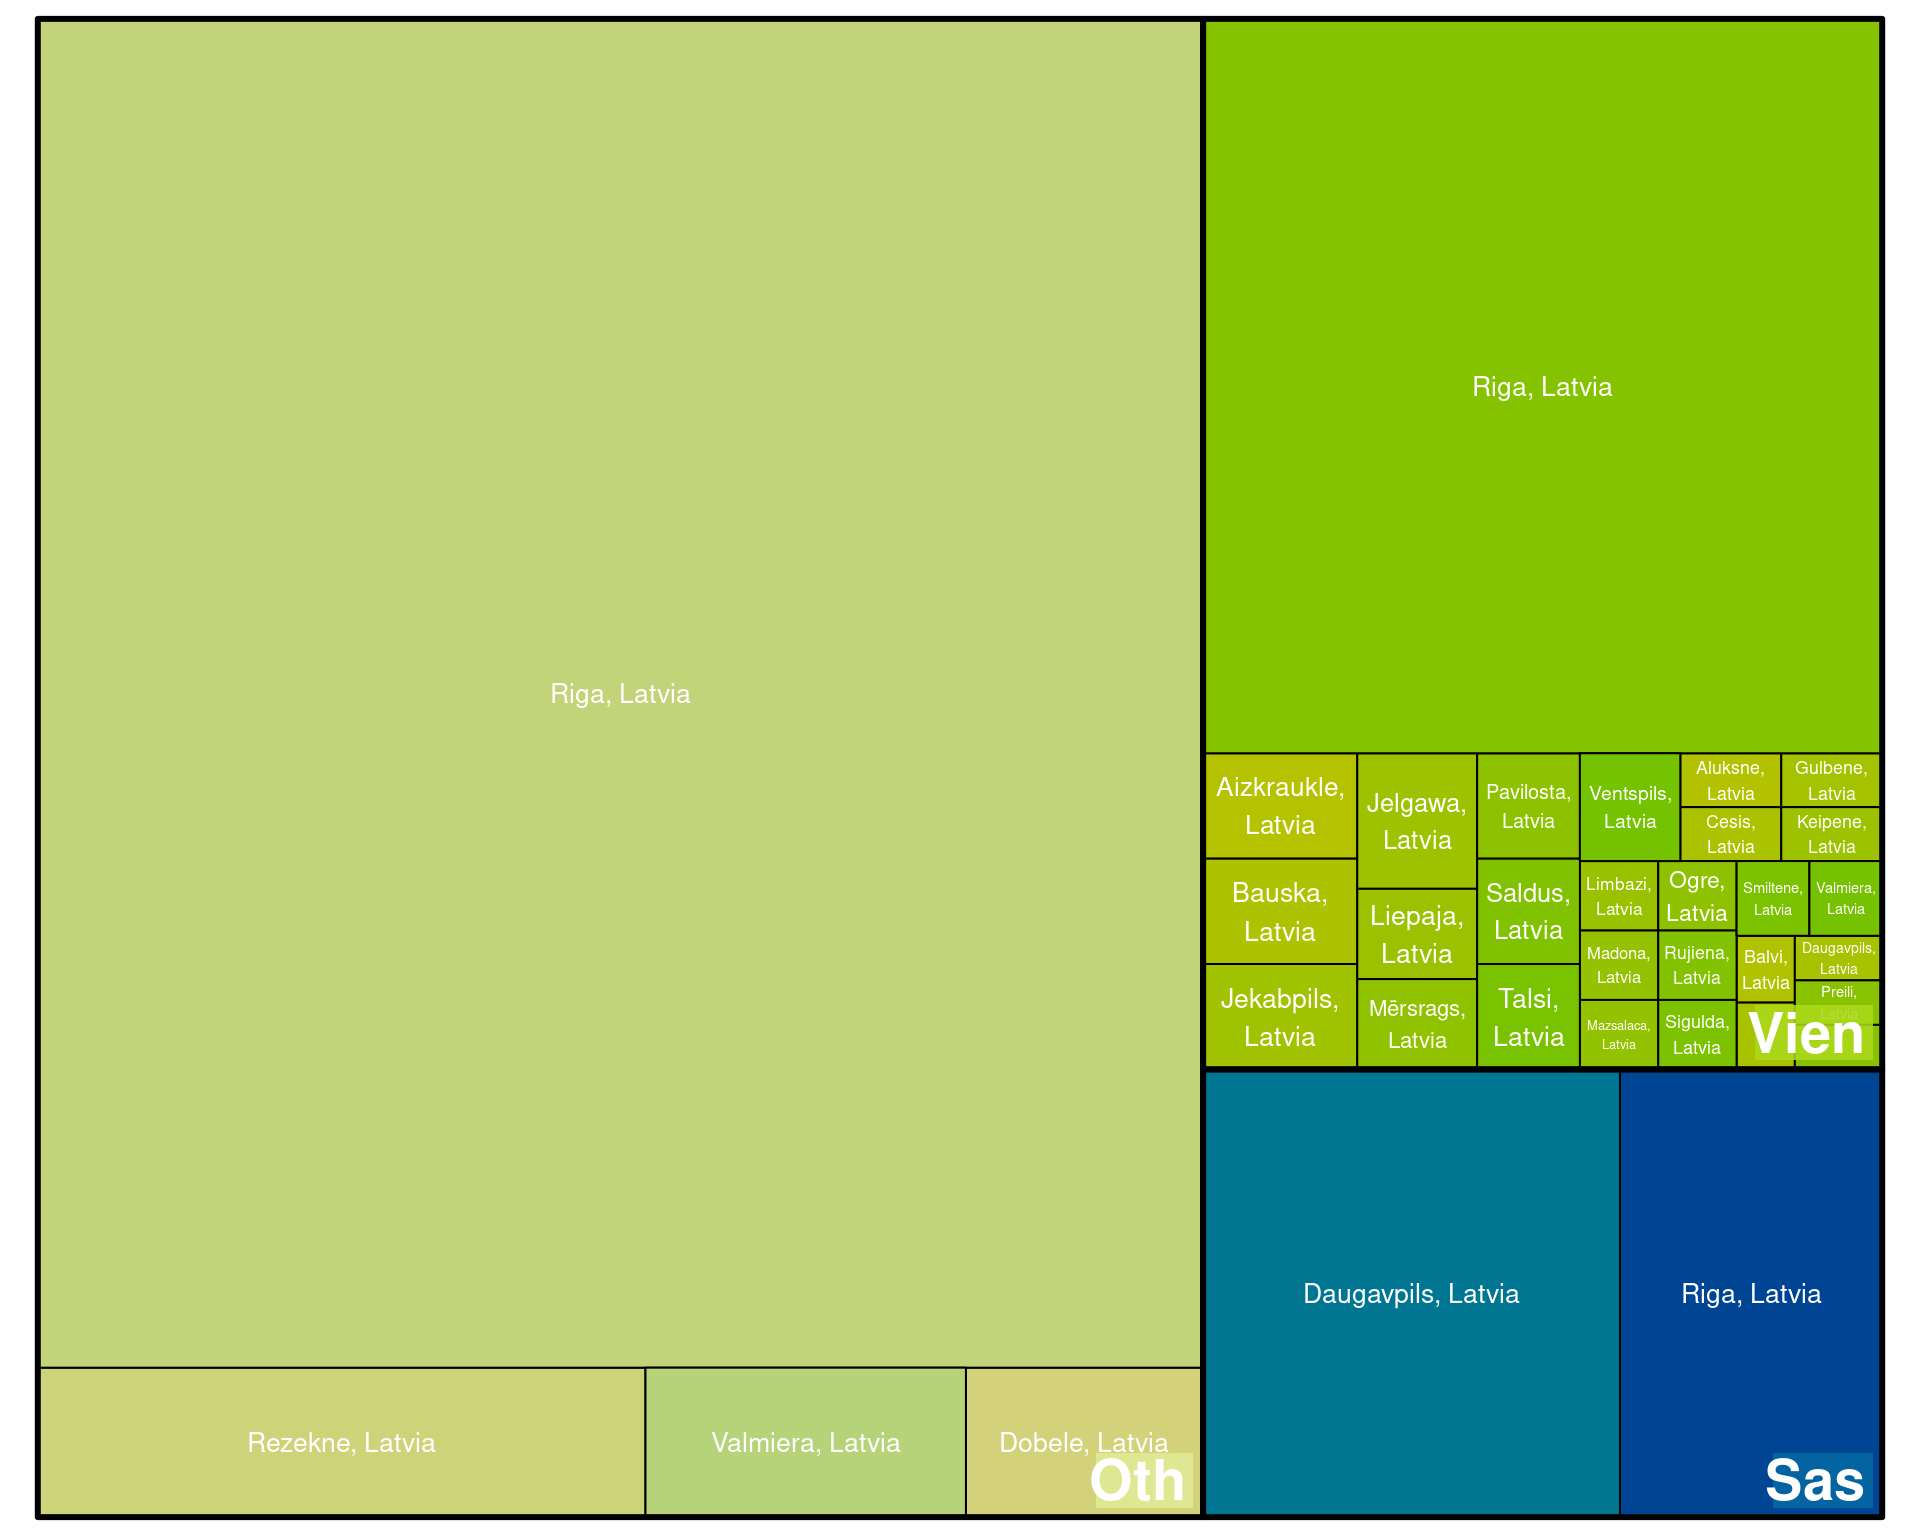 Riga, Latvia
Rezekne, Latvia
Valmiera, Latvia
Dobele, Latvia
Oth
Riga, Latvia
Aizkraukle,
Latvia
Bauska,
Latvia
Jekabpils,
Latvia
Jelgawa,
Latvia
Liepaja,
Latvia
Mērsrags,
Latvia
Pavilosta,
Latvia
Saldus,
Latvia
Talsi,
Latvia
Ventspils,
Latvia
Aluksne,
Latvia
Gulbene,
Latvia
Cesis,
Latvia
Keipene,
Latvia
Limbazi,
Latvia
Ogre,
Latvia
Madona,
Latvia
Rujiena,
Latvia
Mazsalaca,
Latvia
Sigulda,
Latvia
Smiltene,
Latvia
Valmiera,
Latvia
Balvi,
Latvia
Daugavpils,
Latvia
Preili,
Latvia
Vien
Daugavpils, Latvia
Riga, Latvia
Sas